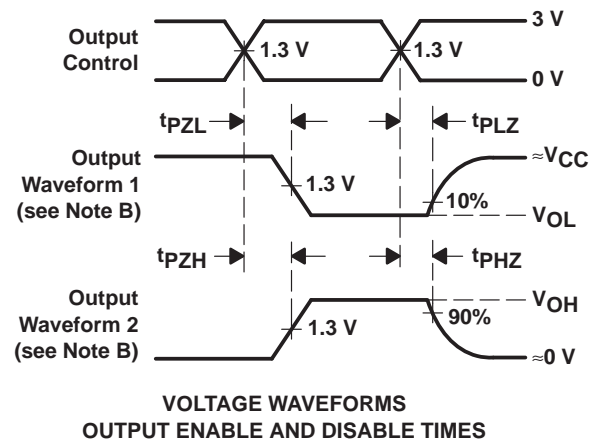 Output
Control
1.3 V
1.3 V
3 V
0 V
tPZL
tPLZ
Output
Waveform 1
(see Note B)
1.3 V
10%
≈VCC
VOL
tPZH
tPHZ
Output
Waveform 2
(see Note B)
1.3 V
90%
VOH
≈0 V
VOLTAGE WAVEFORMS
OUTPUT ENABLE AND DISABLE TIMES